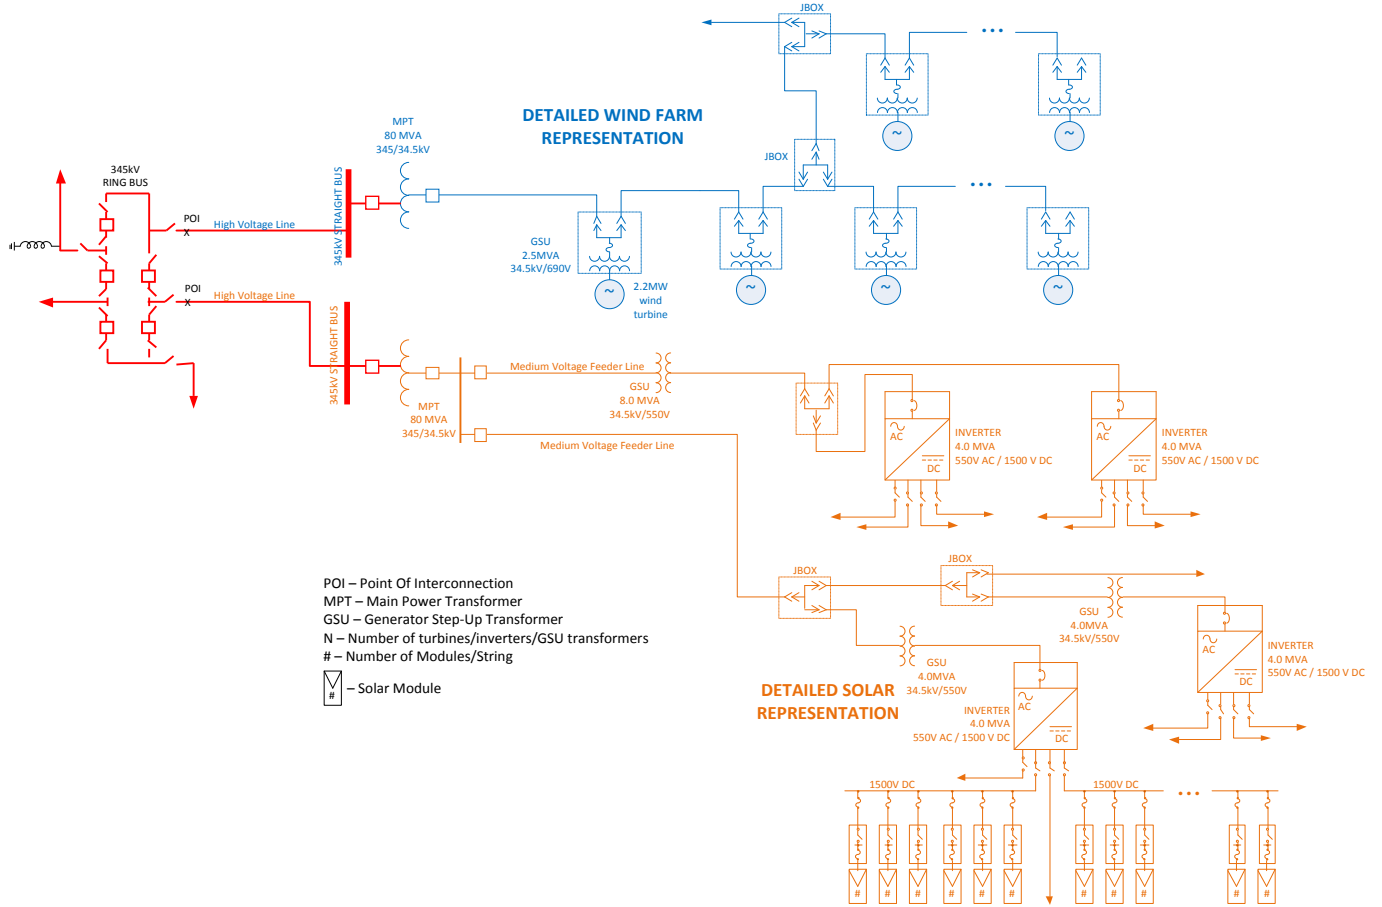 JBOX
DETAILED WIND FARM
REPRESENTATION
MPT
80 MVA
345/34.5kV
JBOX
345kV
RING BUS
345kV STRAIGHT BUS
POI
X
High Voltage Line
GSU
2.5MVA
34.5kV/690V
~
~
~
~
~
~
2.2MW
wind
turbine
POI
X
High Voltage Line
345kV STRAIGHT BUS
Medium Voltage Feeder Line
GSU
8.0 MVA
34.5kV/550V
MPT
80 MVA
345/34.5kV
Medium Voltage Feeder Line
AC
DC
INVERTER
4.0 MVA
550V AC / 1500 V DC
AC
DC
INVERTER
4.0 MVA
550V AC / 1500 V DC
JBOX
JBOX
POI – Point Of Interconnection
MPT – Main Power Transformer
GSU – Generator Step-Up Transformer
N – Number of turbines/inverters/GSU transformers
# – Number of Modules/String
# – Solar Module
GSU
4.0MVA
34.5kV/550V
AC
DC
INVERTER
4.0 MVA
550V AC / 1500 V DC
GSU
4.0MVA
34.5kV/550V
DETAILED SOLAR
REPRESENTATION
INVERTER
4.0 MVA
550V AC / 1500 V DC
AC
DC
1500V DC
1500V DC
# # # # # # # # # # #